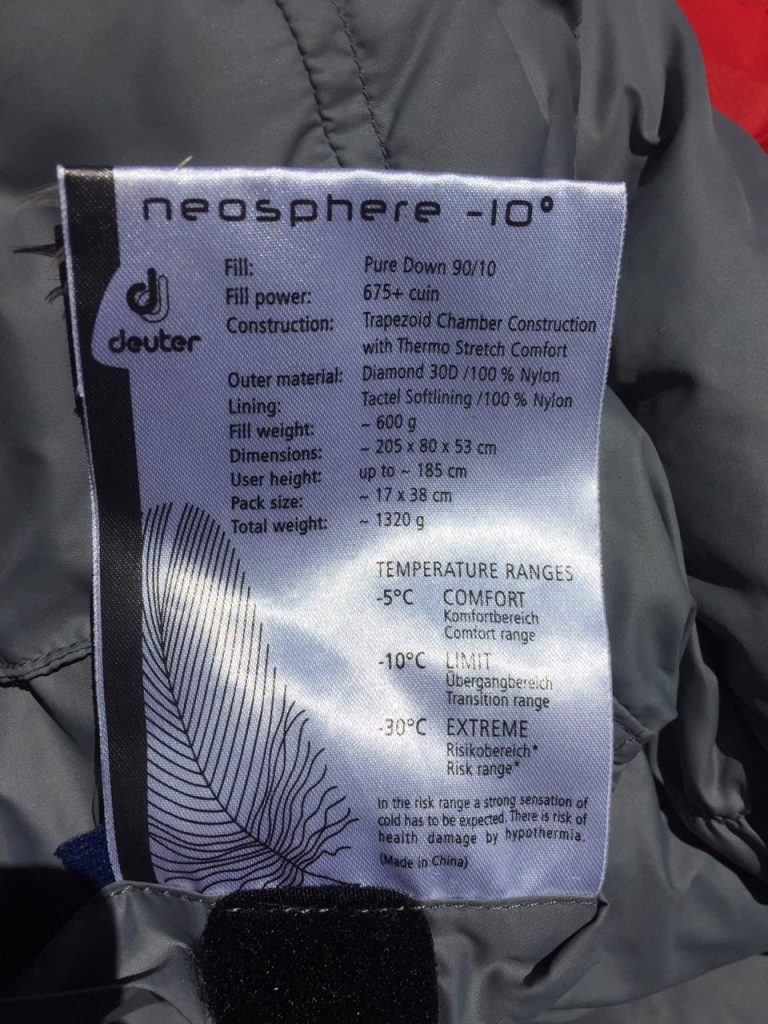 neosphere -10°
deuter
Fill: Pure Down 90/10
Fill power: 675+ cuin
Construction: Trapezoid Chamber Construction
with Thermo Stretch Comfort
Outer material: Diamond 30D /100 % Nylon
Lining: Tactel Softlining /100 % Nylon
Fill weight: ~ 600 g
Dimensions: ~ 205 x 80 x 53 cm
User height: up to ~ 185 cm
Pack size: ~ 17 x 38 cm
Total weight: ~ 1320 g
TEMPERATURE RANGES
-5°C COMFORT
Komfortbereich
Comfort range
-10°C LIMIT
Übergangbereich
Transition range
-30°C EXTREME
Risikobereich*
Risk range*
In the risk range a strong sensation of
cold has to be expected. There is risk of
health damage by hypothermia.
(Made in China)